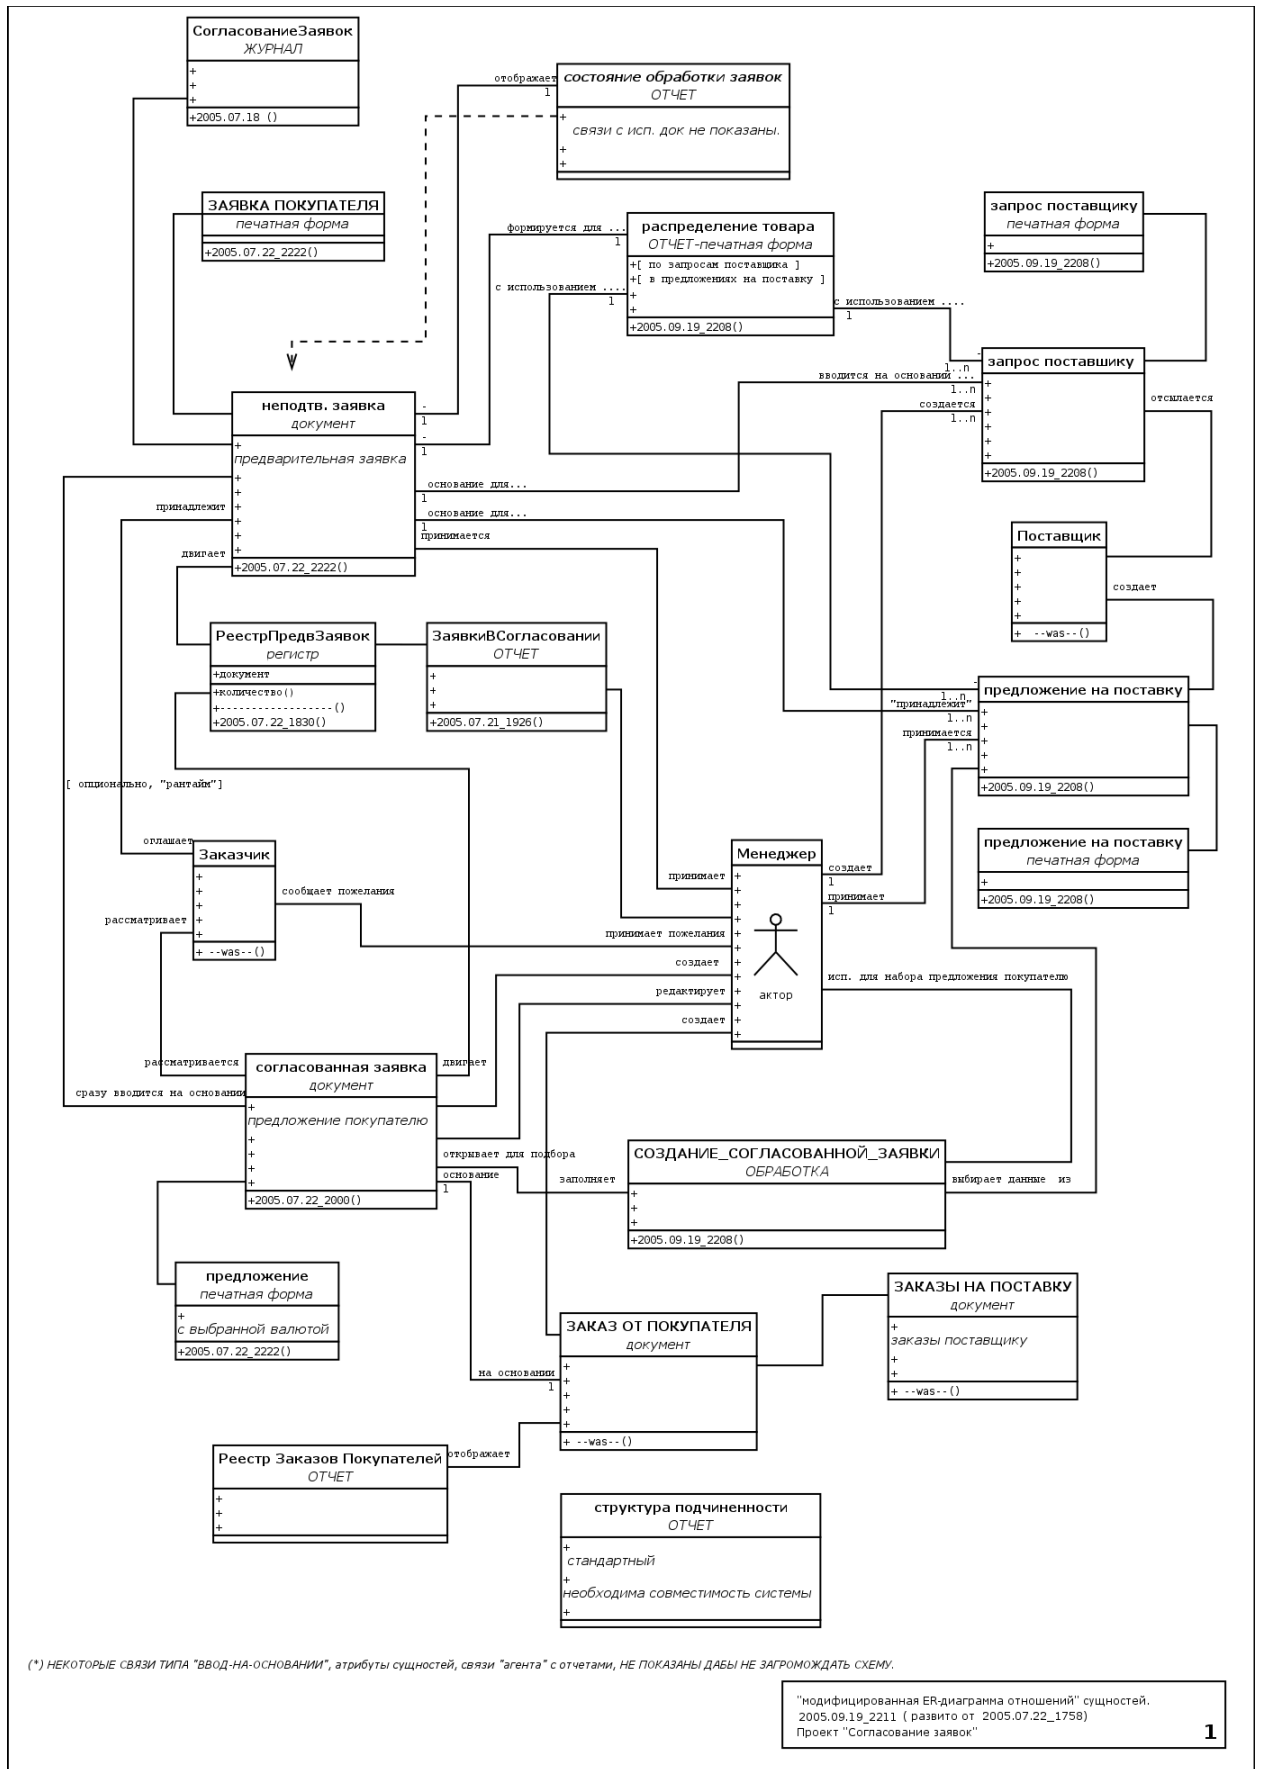 СогласованиеЗаявок
ЖУРНАЛ
+
+
+
+2005.07.18 ()
отображает
1
состояние обработки заявок
ОТЧЕТ
+
связи с исп. док не показаны.
+
+
ЗАЯВКА ПОКУПАТЕЛЯ
печатная форма
+2005.07.22_2222()
формируется для ...
1
с использованием ....
1
распределение товара
ОТЧЕТ-печатная форма
+[ по запросам поставщика ]
+[ в предложениях на поставку ]
+
+
+2005.09.19_2208()
с использованием ....
1
запрос поставщику
печатная форма
+
+2005.09.19_2208()
-
1..n
вводится на основании ...
1..n
создается
1..n
запрос поставшику
+
+
+
+
+
+
+2005.09.19_2208()
отсылается
неподтв. заявка
документ
+
предварительная заявка
+
+
+
+
+
+2005.07.22_2222()
-
1
-
1
основание для...
1
основание для...
1
принимается
принадлежит
двигает
Поставщик
+
+
+
+
+
+  --was--()
создает
РеестрПредвЗаявок
регистр
+документ
+количество()
+------------------()
+2005.07.22_1830()
ЗаявкиВСогласовании
ОТЧЕТ
+
+
+
+2005.07.21_1926()
-
1..n
"принадлежит"
1..n
принимается
1..n
предложение на поставку
+
+
+
+
+
+2005.09.19_2208()
[ опционально, "рантайм"]
предложение на поставку
печатная форма
+
+2005.09.19_2208()
оглашает
Заказчик
+
+
+
+
+
+ --was--()
сообщает пожелания
рассматривает
Менеджер
+
+
+
+
+
+
+
+
+
+
+
+
актор
принимает
принимает пожелания
создает
редактирует
создает
создает
1
принимает
1
исп. для набора предложения покупателю
рассматривается
двигает
сразу вводится на основании
согласованная заявка
документ
+
предложение покупателю
+
+
+
+
+2005.07.22_2000()
открывает для подбора
основание
1
заполняет
СОЗДАНИЕ_СОГЛАСОВАННОЙ_ЗАЯВКИ
ОБРАБОТКА
+
+
+
+2005.09.19_2208()
выбирает данные  из
предложение
печатная форма
+
с выбранной валютой
+2005.07.22_2222()
ЗАКАЗЫ НА ПОСТАВКУ
документ
+
заказы поставщику
+
+
+ --was--()
на основании
1
ЗАКАЗ ОТ ПОКУПАТЕЛЯ
документ
+
+
+
+
+
+ --was--()
отображает
Реестр Заказов Покупателей
ОТЧЕТ
+
+
+
структура подчиненности
ОТЧЕТ
+
стандартный
+
необходима совместимость системы
+
(*) НЕКОТОРЫЕ СВЯЗИ ТИПА "ВВОД-НА-ОСНОВАНИИ", атрибуты сущностей, связи "агента" с отчетами, НЕ ПОКАЗАНЫ ДАБЫ НЕ ЗАГРОМОЖДАТЬ СХЕМУ.
"модифицированная ER-диаграмма отношений" сущностей.
2005.09.19_2211  ( развито от  2005.07.22_1758)
Проект "Согласование заявок"
1